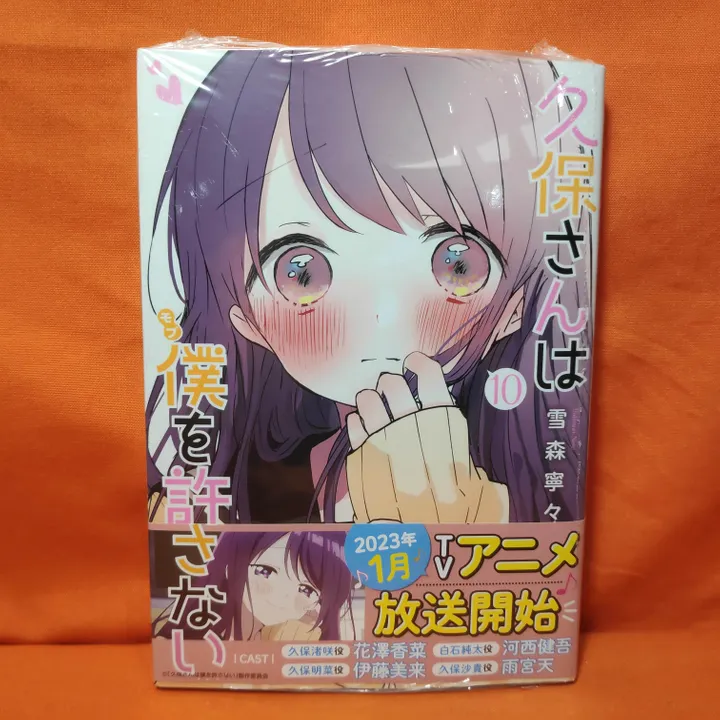 久保さんは
モブ
僕を許さない
10
雪森寧々
2023年
1月
TVアニメ
放送開始
CAST
久保渚咲役 花澤香菜 白石純太役 河西健吾
久保明菜役 伊藤美来 久保沙貴役 雨宮天